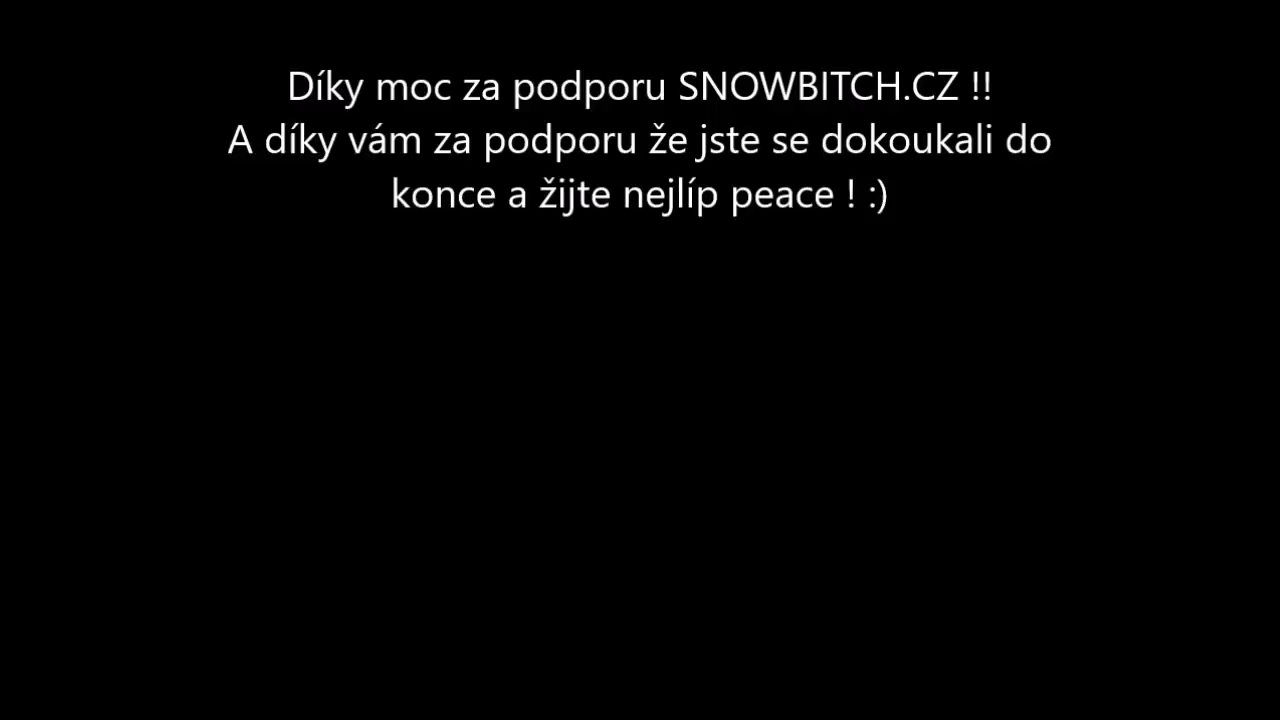 Díky moc za podporu SNOWBITCH.CZ !!
A díky vám za podporu že jste se dokoukali do
konce a žijte nejlíp peace ! :)